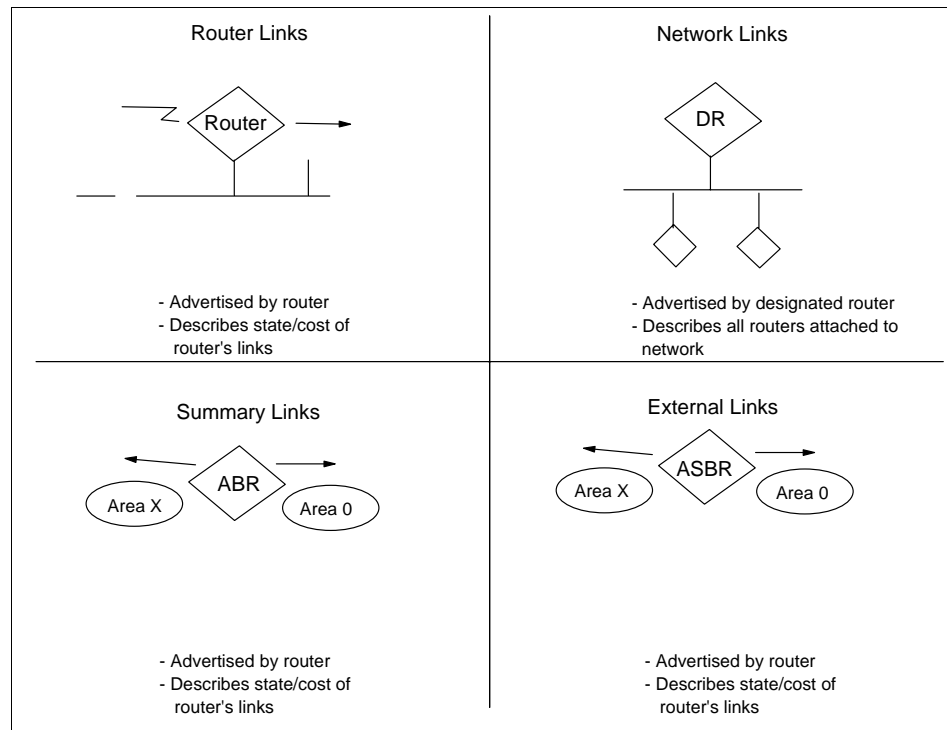 Router Links
Router
- Advertised by router
- Describes state/cost of
router's links
Network Links
DR
- Advertised by designated router
- Describes all routers attached to
network
Summary Links
ABR
Area X
Area 0
- Advertised by router
- Describes state/cost of
router's links
External Links
ASBR
Area X
Area 0
- Advertised by router
- Describes state/cost of
router's links